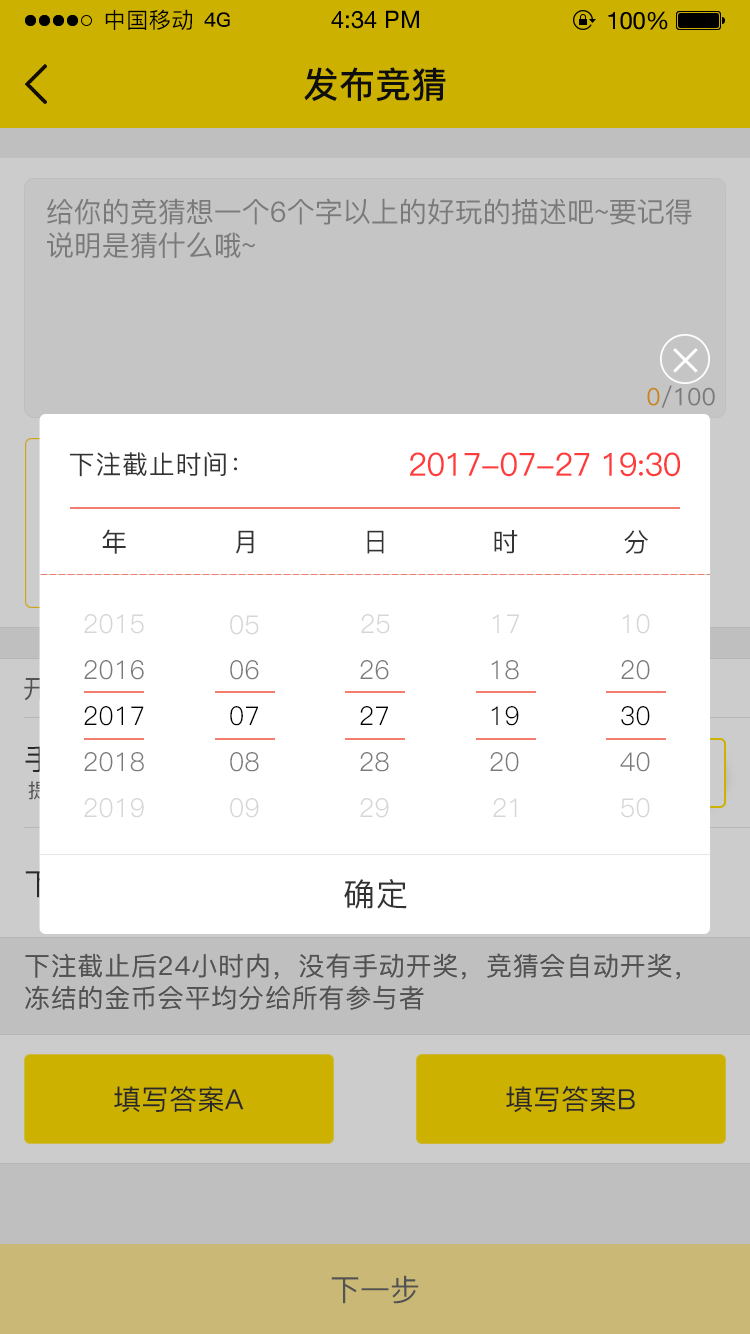 中国移动 4G 4:34 PM 100%
发布竞猜
给你的竞猜想一个6个字以上的好玩的描述吧~要记得
说明是猜什么哦~
0/100
下注截止时间: 2017-07-27 19:30
年 月 日 时 分
2015 05 25 17 10
2016 06 26 18 20
2017 07 27 19 30
2018 08 28 20 40
2019 09 29 21 50
确定
手
提
下
下注截止后24小时内，没有手动开奖，竞猜会自动开奖，
冻结的金币会平均分给所有参与者
填写答案A 填写答案B
下一步